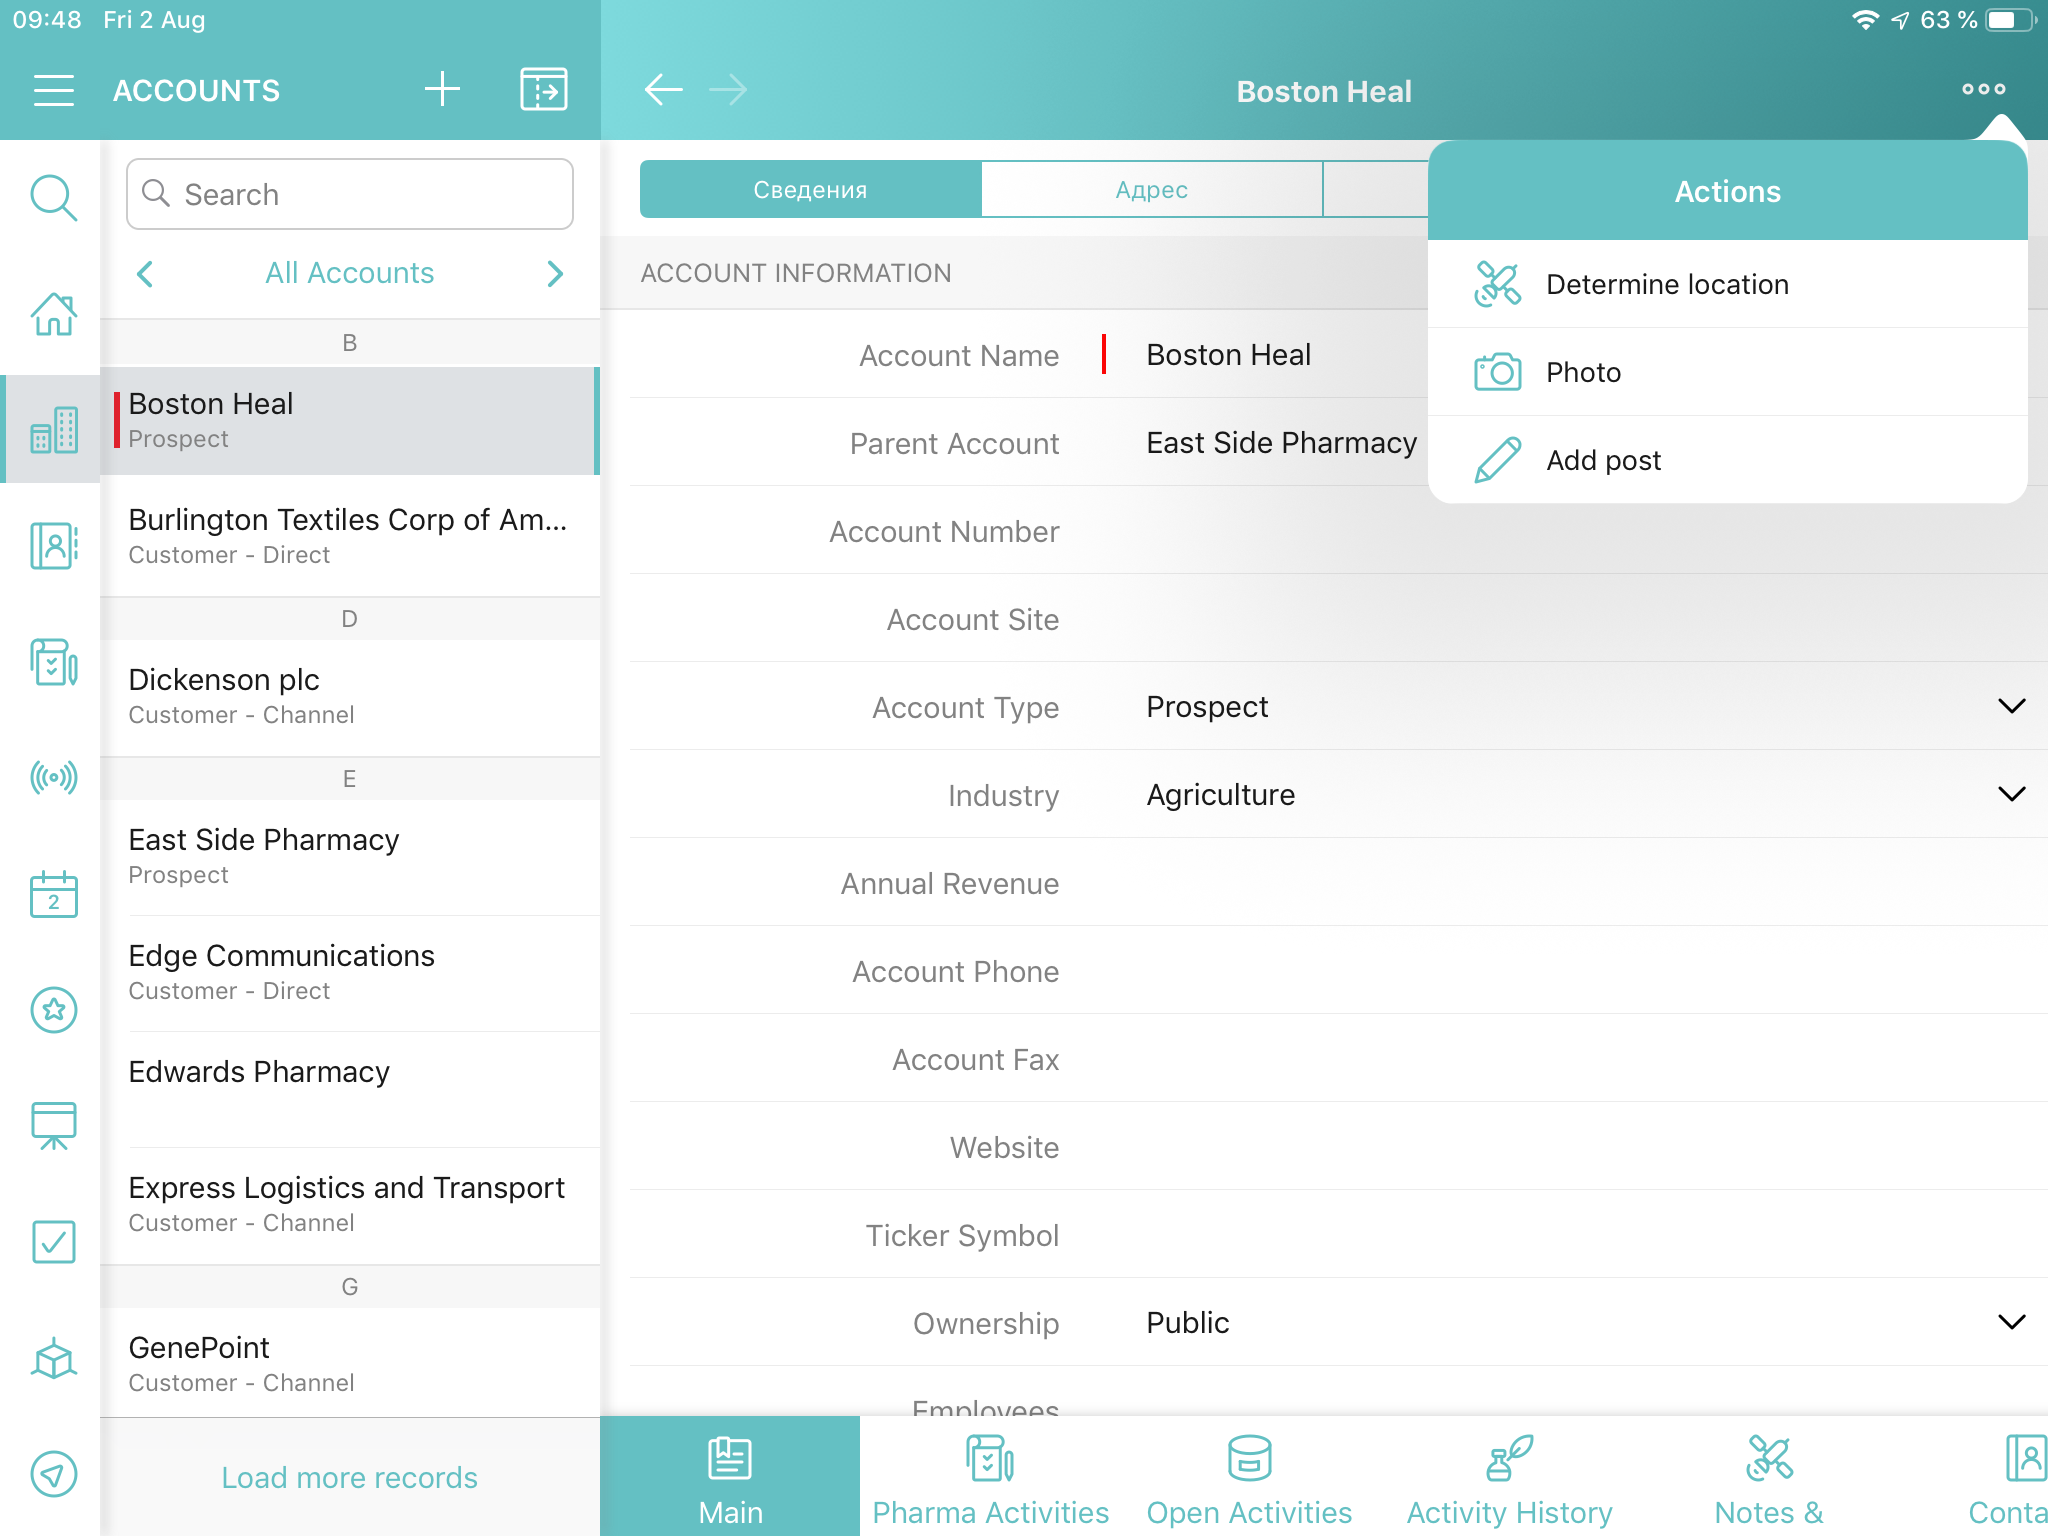 09:48 Fri 2 Aug
63 %
ACCOUNTS
Boston Heal
Search
All Accounts
B
Boston Heal
Prospect
Burlington Textiles Corp of Am...
Customer - Direct
D
Dickenson plc
Customer - Channel
E
East Side Pharmacy
Prospect
Edge Communications
Customer - Direct
Edwards Pharmacy
Express Logistics and Transport
Customer - Channel
G
GenePoint
Customer - Channel
Load more records
2
Сведения
Адрес
ACCOUNT INFORMATION
Account Name Boston Heal
Parent Account East Side Pharmacy
Account Number
Account Site
Account Type Prospect
Industry Agriculture
Annual Revenue
Account Phone
Account Fax
Website
Ticker Symbol
Ownership Public
Employees
Actions
Determine location
Photo
Add post
Main
Pharma Activities
Open Activities
Activity History
Notes &
Conta